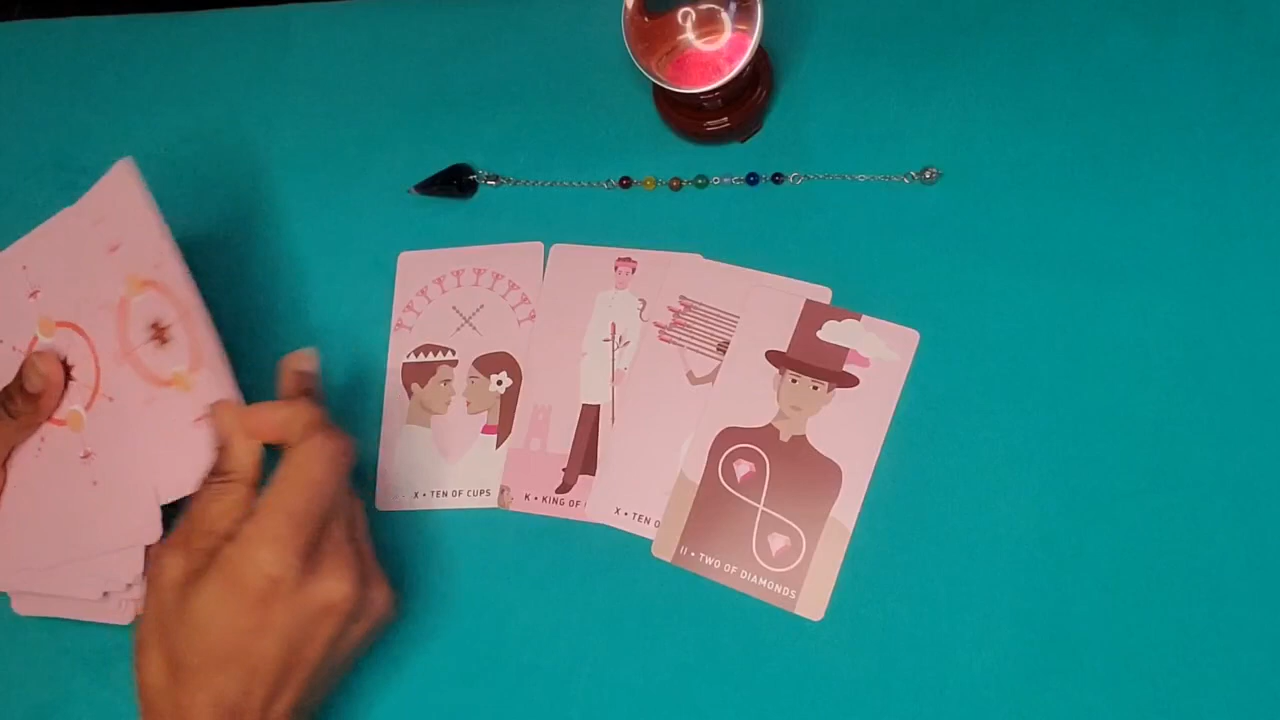 X • TEN OF CUPS
K • KING OF
X • TEN O
II • TWO OF DIAMONDS